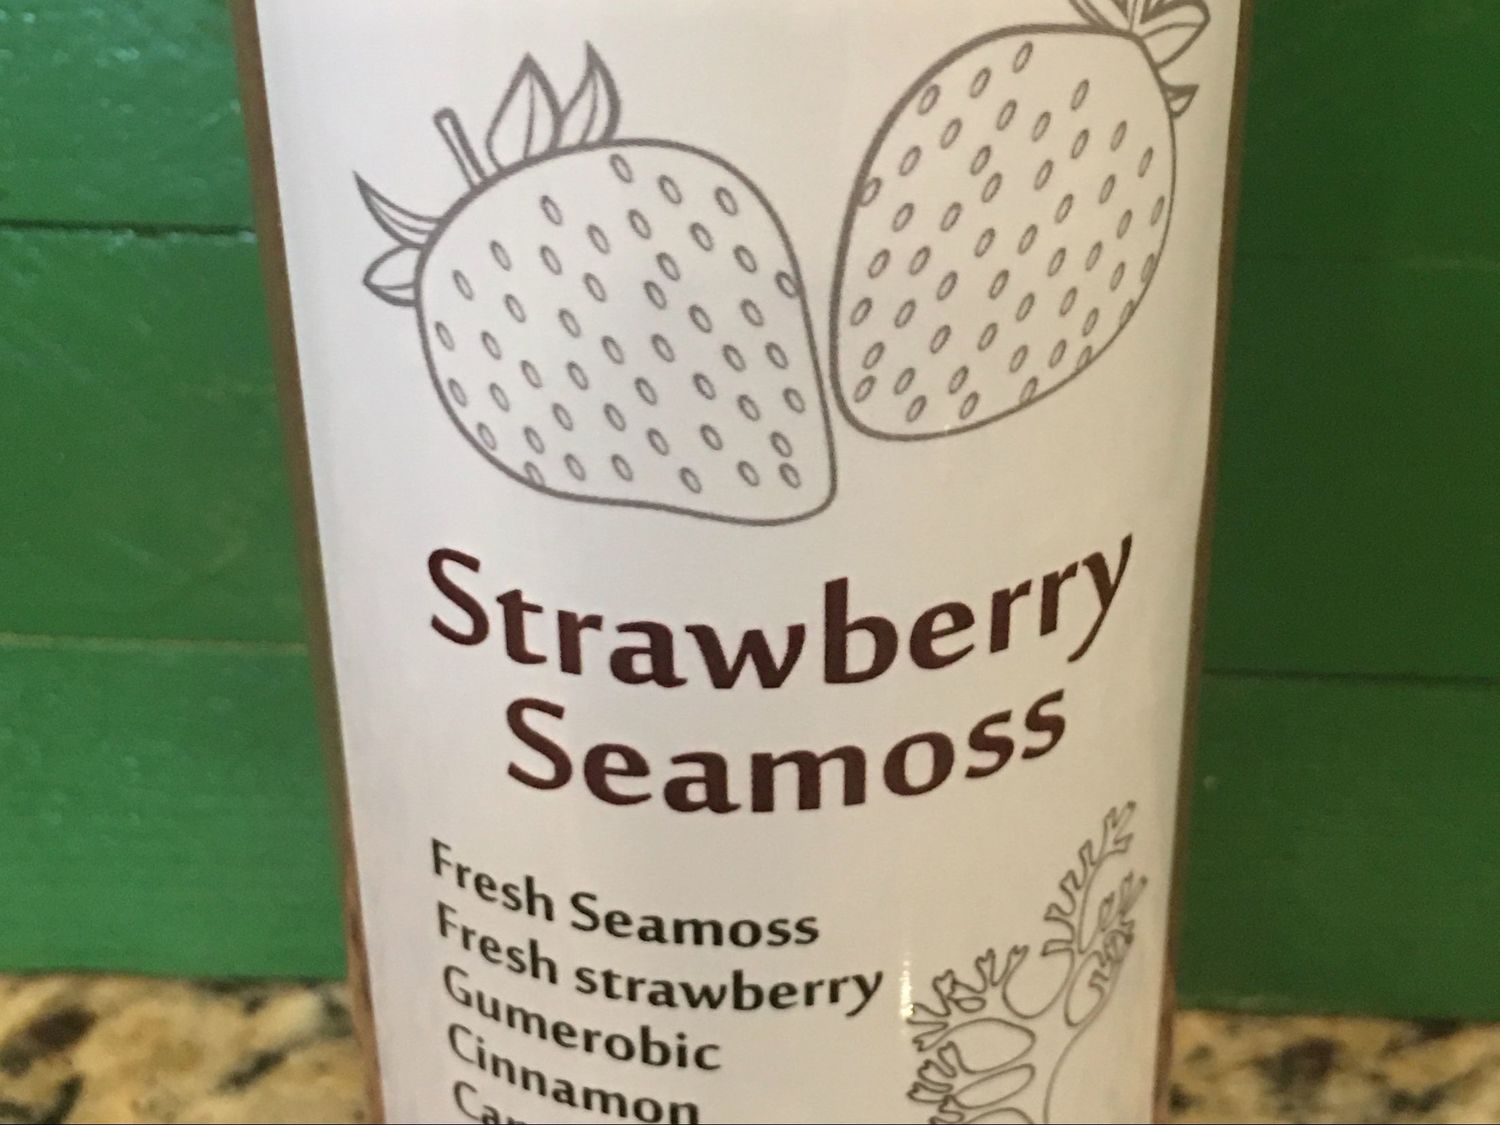 Strawberry
Seamoss
Fresh Seamoss
Fresh strawberry
Gumerobic
Cinnamon